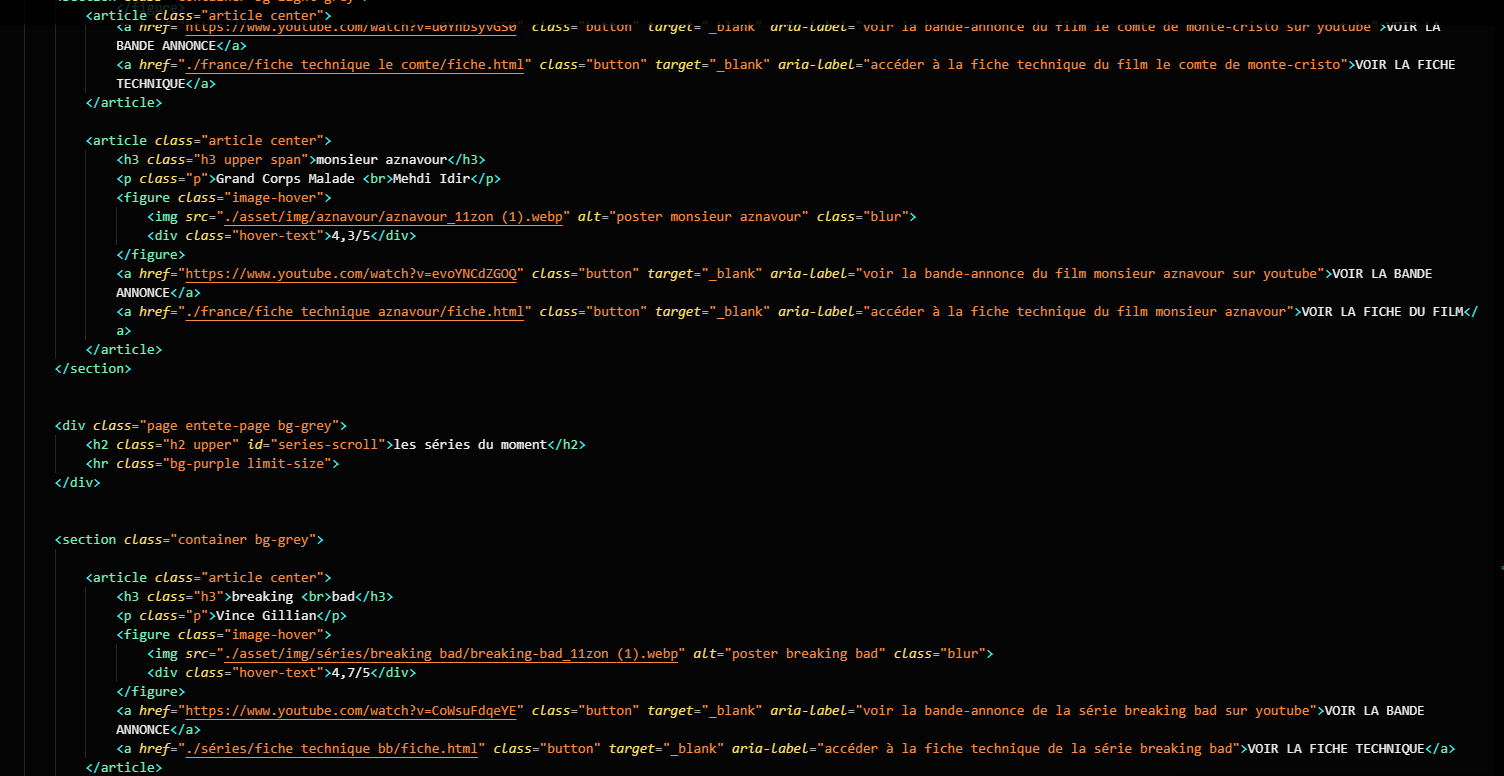 <article class="article center">
<a href="https://www.youtube.com/watch?v=u0YnbsyvGS0" class="button" target="_blank" aria-label="voir la bande-annonce du film le comte de monte-cristo sur youtube">VOIR LA
BANDE ANNONCE</a>
<a href="./france/fiche technique le comte/fiche.html" class="button" target="_blank" aria-label="accéder à la fiche technique du film le comte de monte-cristo">VOIR LA FICHE
TECHNIQUE</a>
</article>
<article class="article center">
<h3 class="h3 upper span">monsieur aznavour</h3>
<p class="p">Grand Corps Malade <br>Mehdi Idir</p>
<figure class="image-hover">
<img src="./asset/img/aznavour/aznavour_11zon (1).webp" alt="poster monsieur aznavour" class="blur">
<div class="hover-text">4,3/5</div>
</figure>
<a href="https://www.youtube.com/watch?v=evoYNCdZGOQ" class="button" target="_blank" aria-label="voir la bande-annonce du film monsieur aznavour sur youtube">VOIR LA BANDE
ANNONCE</a>
<a href="./france/fiche technique aznavour/fiche.html" class="button" target="_blank" aria-label="accéder à la fiche technique du film monsieur aznavour">VOIR LA FICHE DU FILM</
a>
</article>
</section>
<div class="page entete-page bg-grey">
<h2 class="h2 upper" id="series-scroll">les séries du moment</h2>
<hr class="bg-purple limit-size">
</div>
<section class="container bg-grey">
<article class="article center">
<h3 class="h3">breaking <br>bad</h3>
<p class="p">Vince Gillian</p>
<figure class="image-hover">
<img src="./asset/img/séries/breaking bad/breaking-bad_11zon (1).webp" alt="poster breaking bad" class="blur">
<div class="hover-text">4,7/5</div>
</figure>
<a href="https://www.youtube.com/watch?v=CoWsuFdqeYE" class="button" target="_blank" aria-label="voir la bande-annonce de la série breaking bad sur youtube">VOIR LA BANDE
ANNONCE</a>
<a href="./séries/fiche technique bb/fiche.html" class="button" target="_blank" aria-label="accéder à la fiche technique de la série breaking bad">VOIR LA FICHE TECHNIQUE</a>
</article>